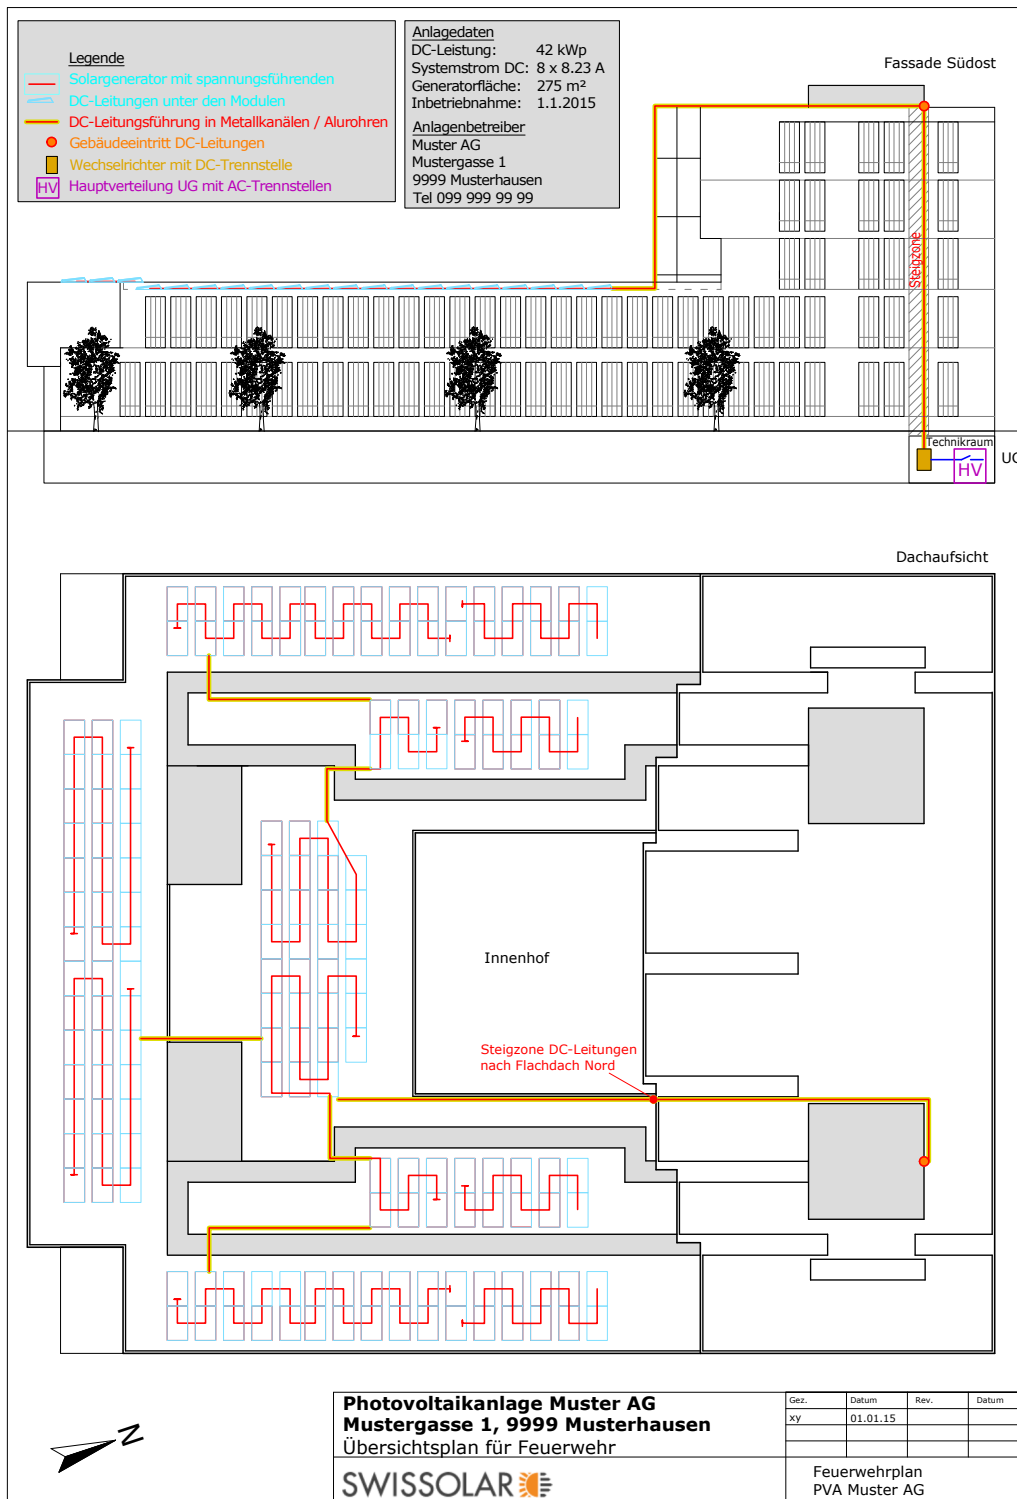 Legende
Solargenerator mit spannungsführenden
DC-Leitungen unter den Modulen
DC-Leitungsführung in Metallkanälen / Alurohren
Gebäudeeintritt DC-Leitungen
Wechselrichter mit DC-Trennstelle
HV Hauptverteilung UG mit AC-Trennstellen
Anlagedaten
DC-Leistung: 42 kWp
Systemstrom DC: 8 x 8.23 A
Generatorfläche: 275 m²
Inbetriebnahme: 1.1.2015
Anlagenbetreiber
Muster AG
Mustergasse 1
9999 Musterhausen
Tel 099 999 99 99
Fassade Südost
Steigzone
Technikraum
HV
UG
Dachaufsicht
Innenhof
Steigzone DC-Leitungen
nach Flachdach Nord
N
Photovoltaikanlage Muster AG
Mustergasse 1, 9999 Musterhausen
Übersichtsplan für Feuerwehr
SWISSOLAR
Gez. Datum Rev. Datum
xy 01.01.15
Feuerwehrplan
PVA Muster AG